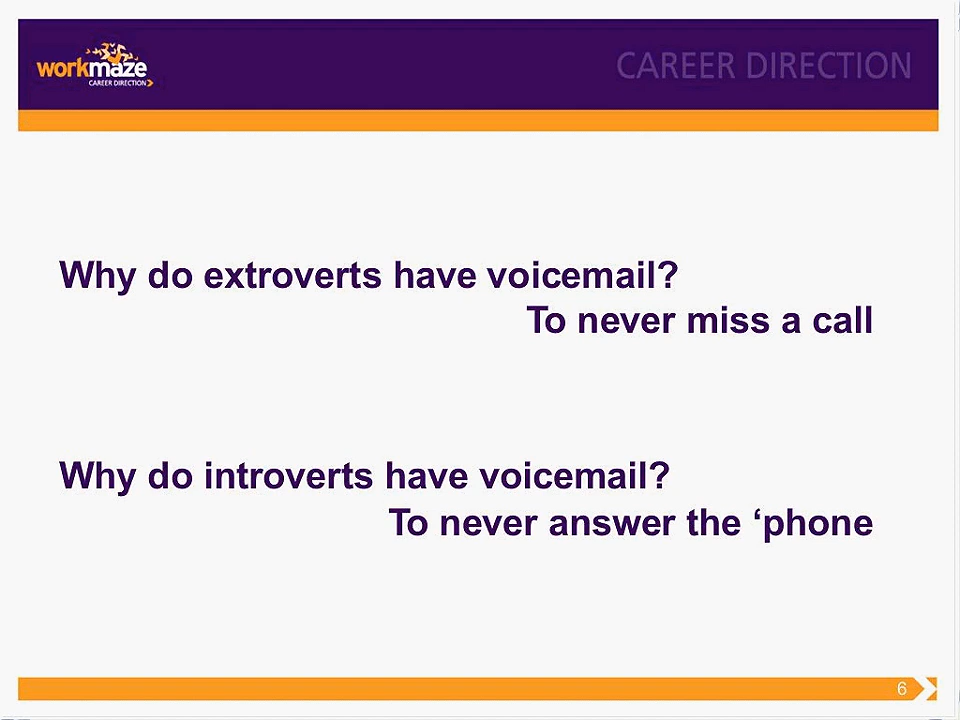 workmaze
CAREER DIRECTION
CAREER DIRECTION
Why do extroverts have voicemail?
To never miss a call
Why do introverts have voicemail?
To never answer the ‘phone
6